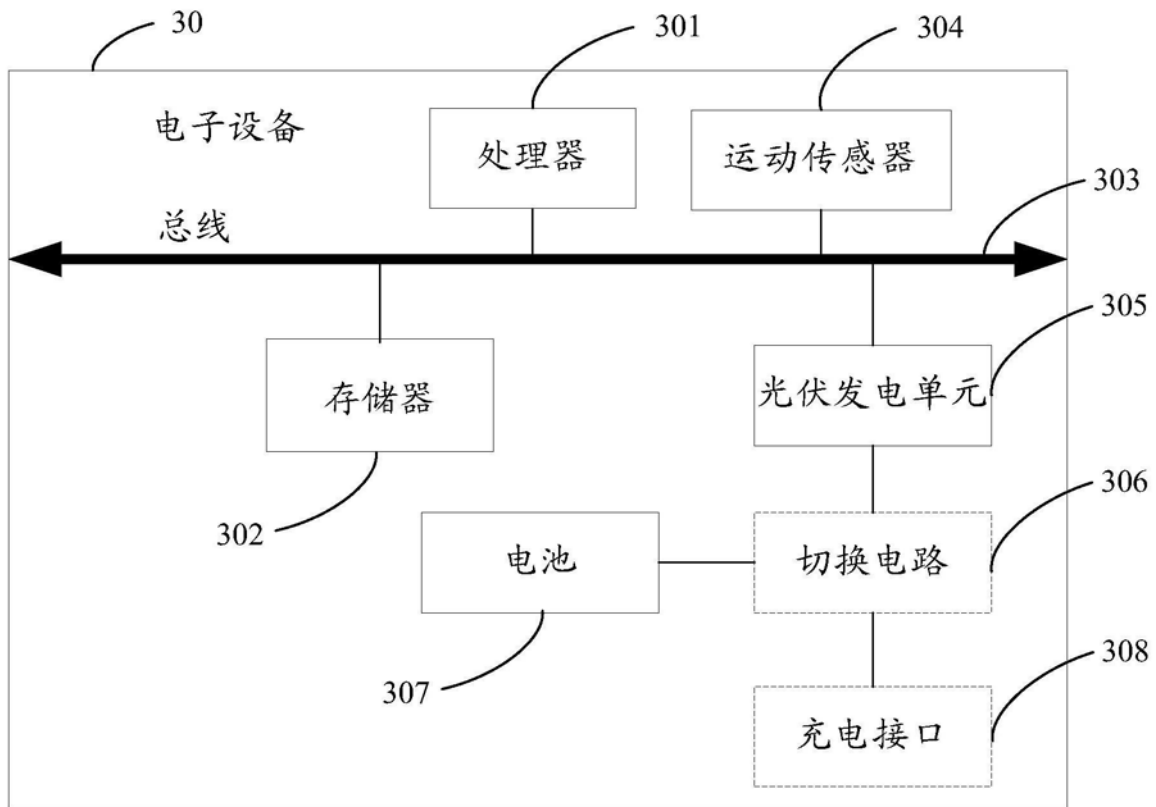 30
301
304
电子设备
处理器
运动传感器
303
总线
305
存储器
光伏发电单元
306
302
电池
切换电路
308
307
充电接口